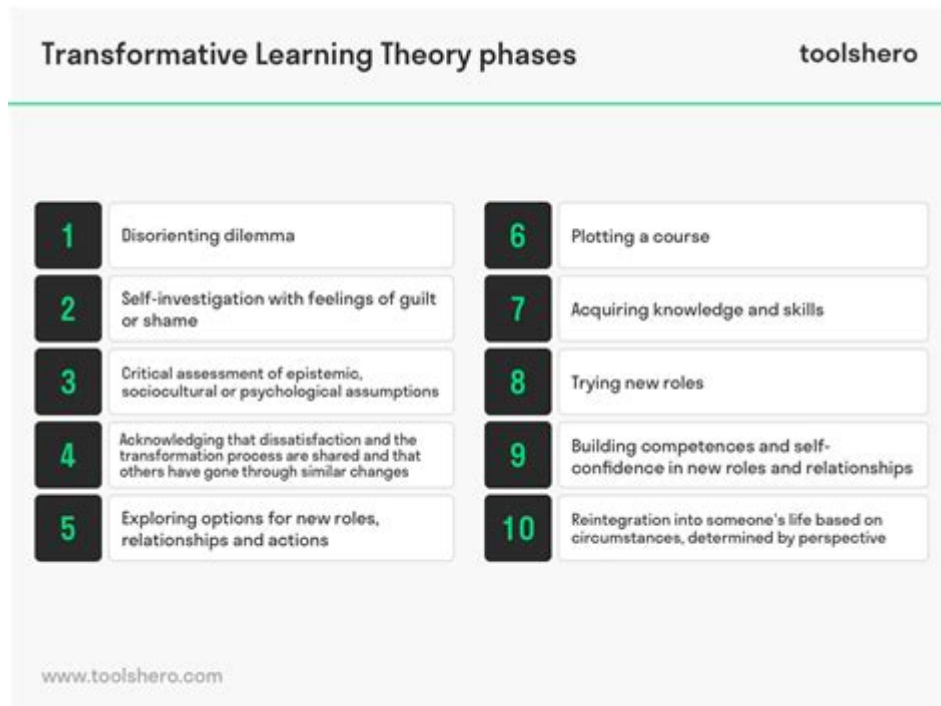 Transformative Learning Theory phases
toolshero
1
Disorienting dilemma
2
Self-investigation with feelings of guilt
or shame
3
Critical assessment of epistemic,
sociocultural or psychological assumptions
4
Acknowledging that dissatisfaction and the
transformation process are shared and that
others have gone through similar changes
5
Exploring options for new roles,
relationships and actions
6
Plotting a course
7
Acquiring knowledge and skills
8
Trying new roles
9
Building competences and self-
confidence in new roles and relationships
10
Reintegration into someone's life based on
circumstances, determined by perspective
www.toolshero.com